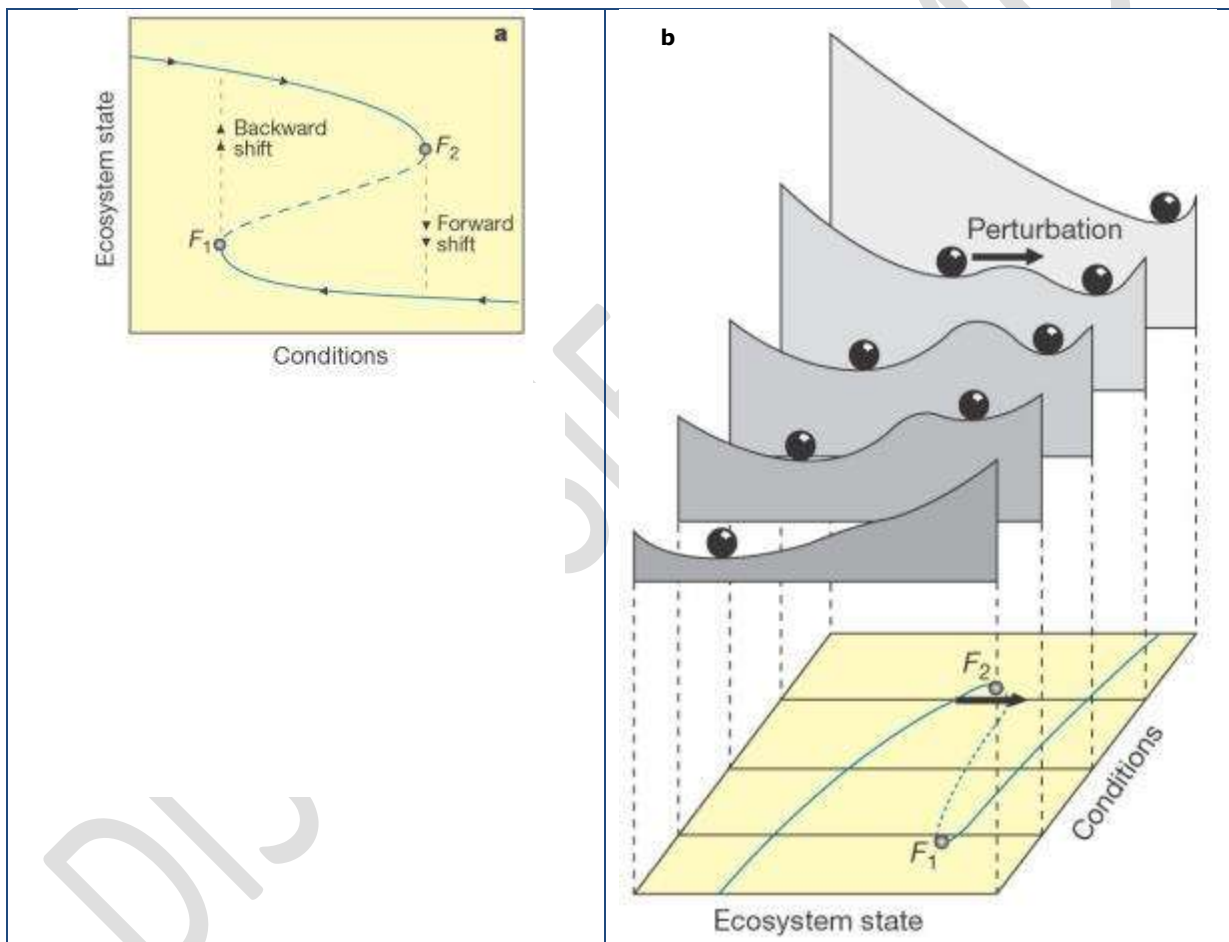 a
Ecosystem state
Backward
shift
F2
F1
Forward
shift
Conditions
b
Perturbation
F2
F1
Conditions
Ecosystem state